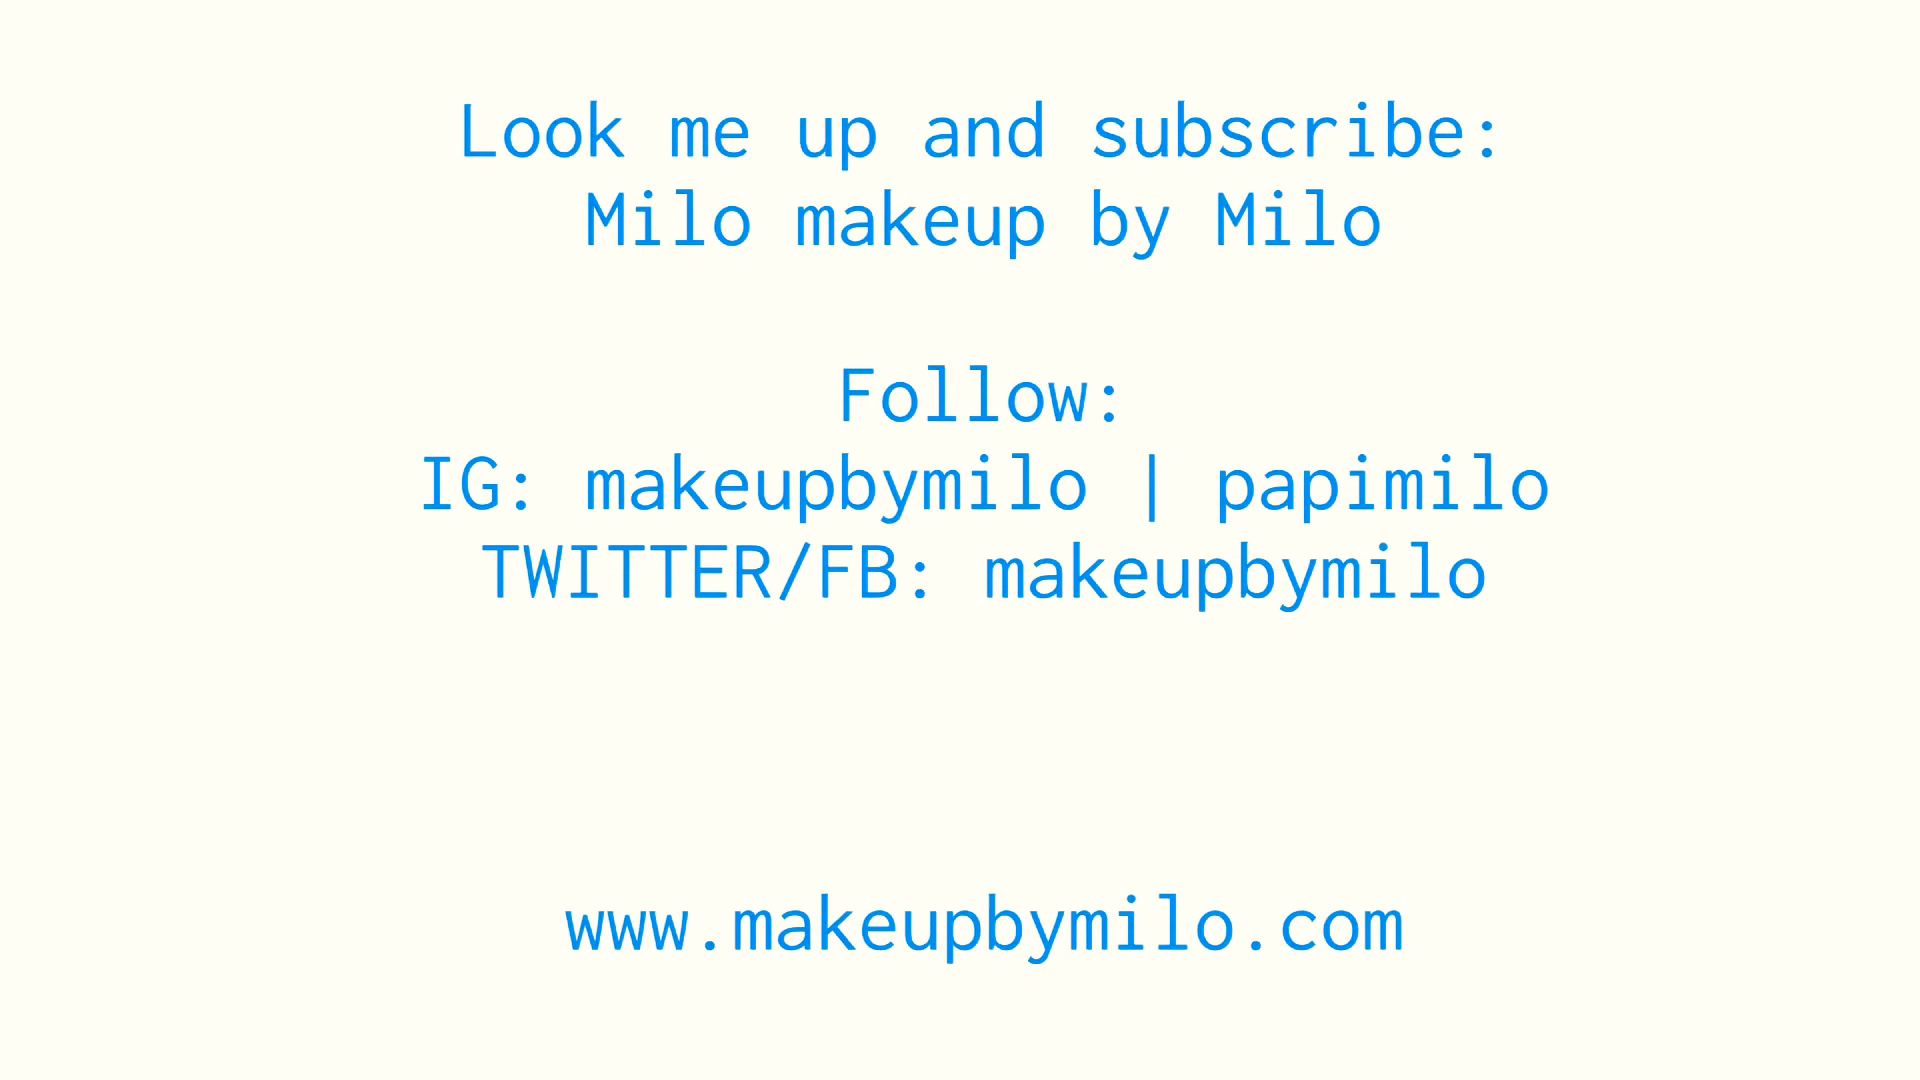 Look me up and subscribe:
Milo makeup by Milo
Follow:
IG: makeupbymilo | papimilo
TWITTER/FB: makeupbymilo
www.makeupbymilo.com